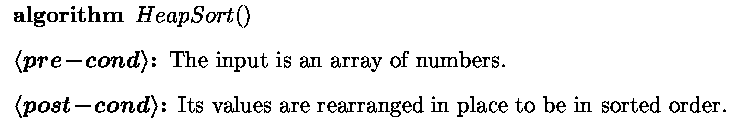 algorithm HeapSort()
⟨pre−cond⟩: The input is an array of numbers.
⟨post−cond⟩: Its values are rearranged in place to be in sorted order.